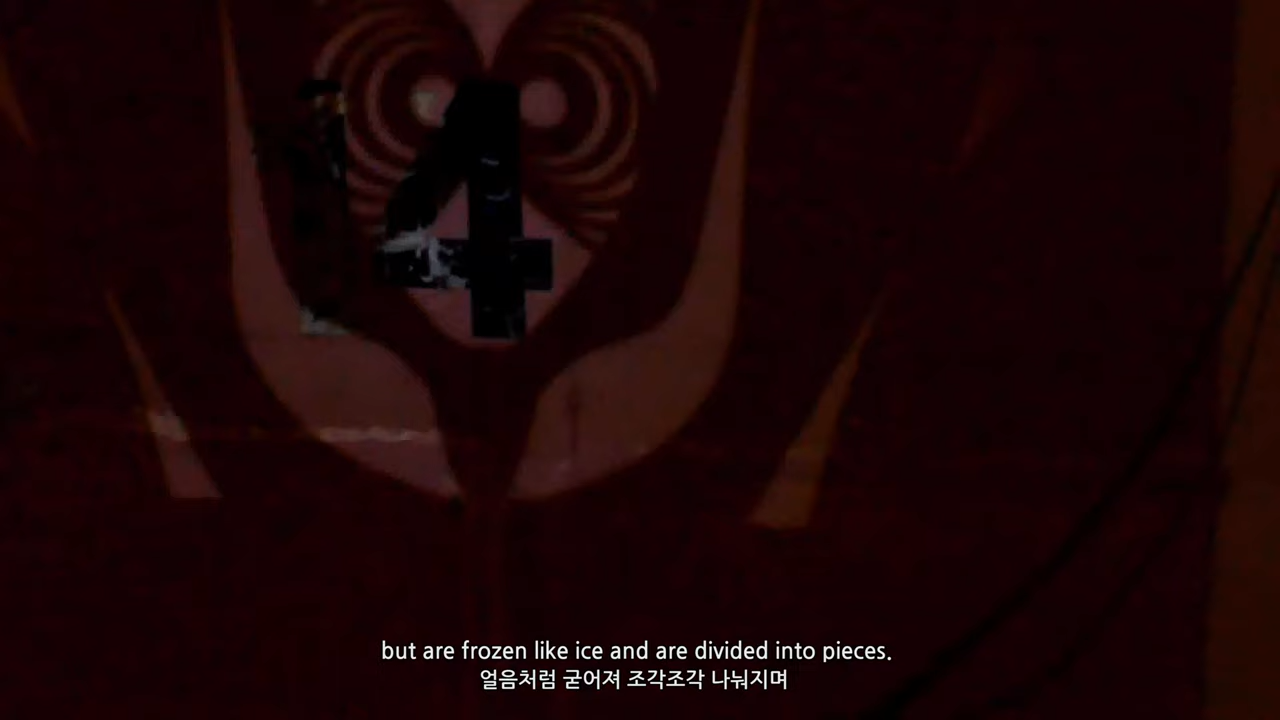 14
but are frozen like ice and are divided into pieces.
얼음처럼 굳어져 조각조각 나눠지며